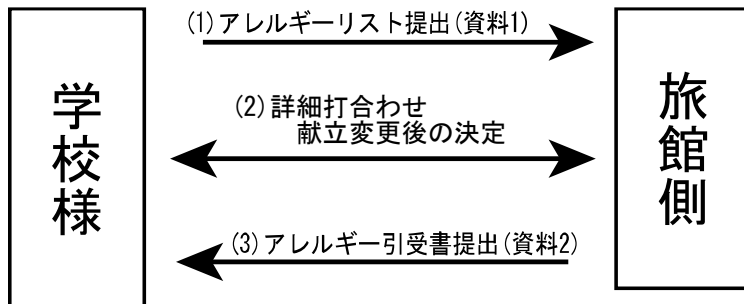 学校様
(1)アレルギーリスト提出(資料1)
(2)詳細打合わせ
献立変更後の決定
(3)アレルギー引受書提出(資料2)
旅館側